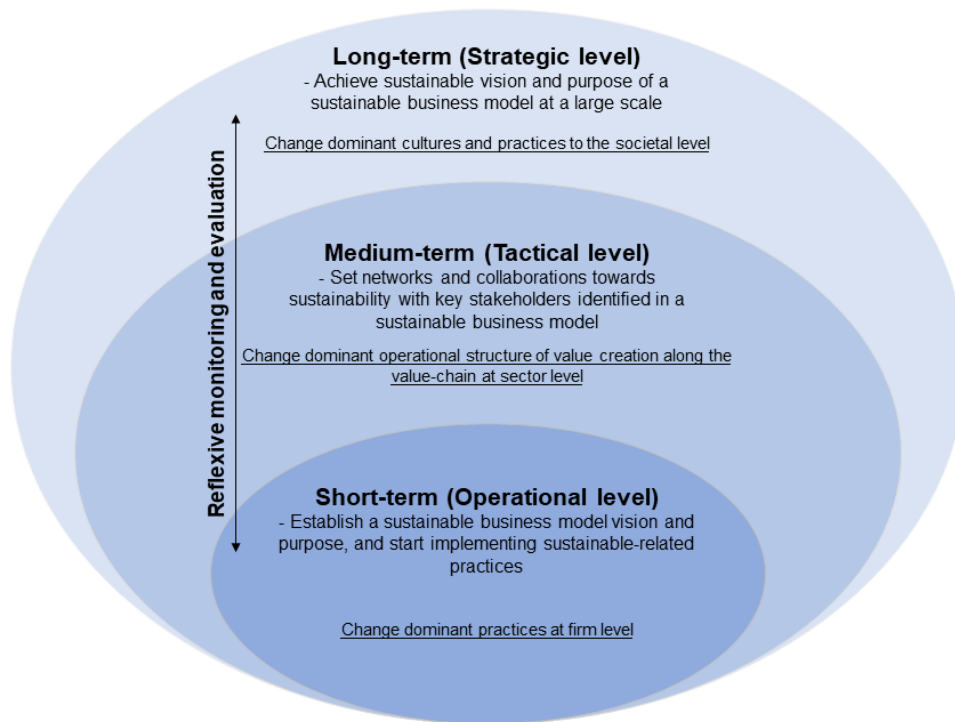 Long-term (Strategic level)
- Achieve sustainable vision and purpose of a
sustainable business model at a large scale
Change dominant cultures and practices to the societal level
Reflexive monitoring and evaluation
Medium-term (Tactical level)
- Set networks and collaborations towards
sustainability with key stakeholders identified in a
sustainable business model
Change dominant operational structure of value creation along the
value-chain at sector level
Short-term (Operational level)
- Establish a sustainable business model vision and
purpose, and start implementing sustainable-related
practices
Change dominant practices at firm level